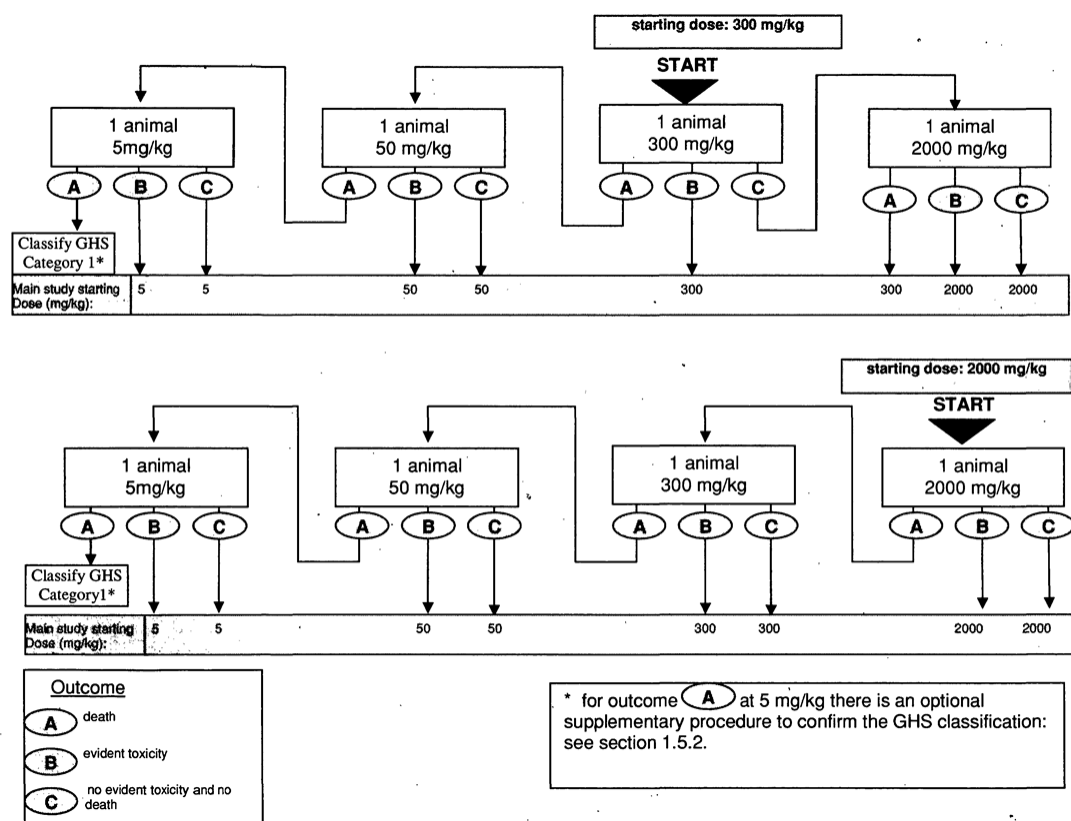 starting dose: 300 mg/kg
START
1 animal
5mg/kg
1 animal
50 mg/kg
1 animal
300 mg/kg
1 animal
2000 mg/kg
A B C A B C A B C A B C
Classify GHS
Category 1*
Main study starting
Dose (mg/kg):
5 5 50 50 300 300 2000 2000
starting dose: 2000 mg/kg
START
1 animal
5mg/kg
1 animal
50 mg/kg
1 animal
300 mg/kg
1 animal
2000 mg/kg
A B C A B C A B C A B C
Classify GHS
Category1*
Main study starting
Dose (mg/kg):
5 5 50 50 300 300 2000 2000
Outcome
A death
B evident toxicity
C no evident toxicity and no
death
* for outcome A at 5 mg/kg there is an optional
supplementary procedure to confirm the GHS classification:
see section 1.5.2.